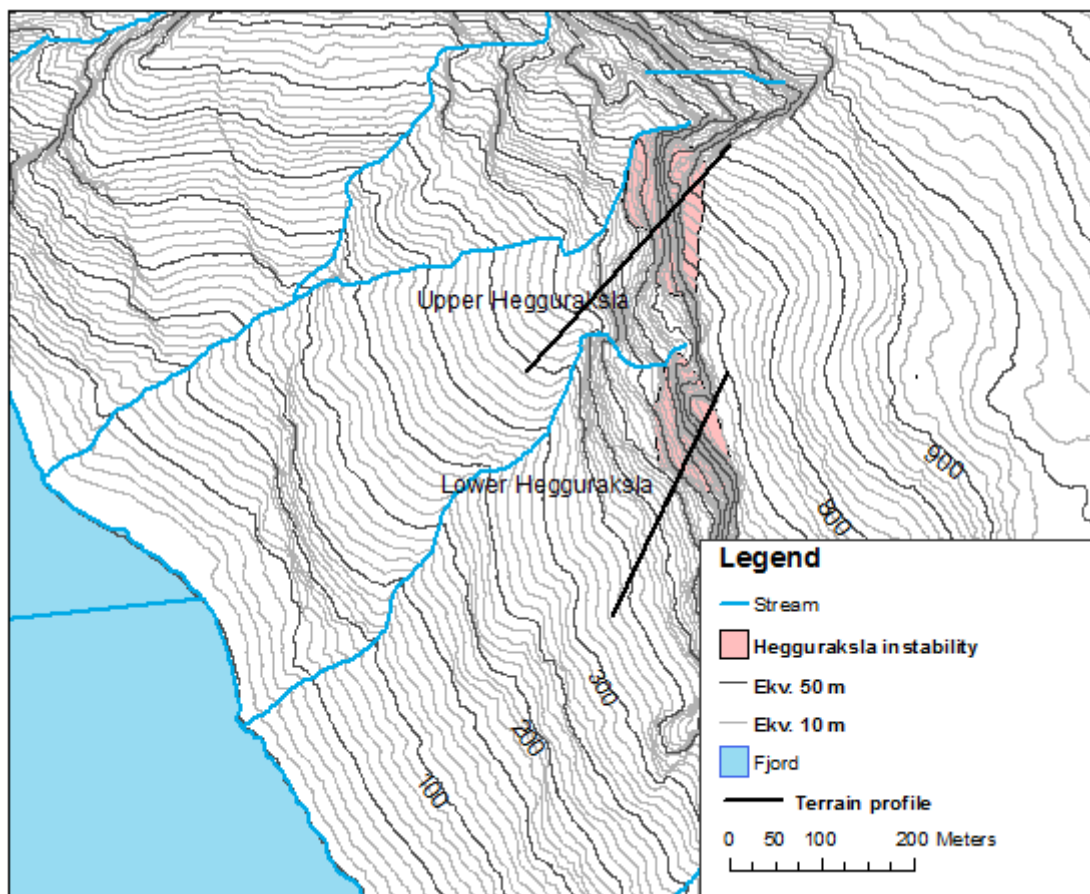 Upper Hegguraksla
Lower Hegguraksla
900
800
300
200
100
Legend
Stream
Hegguraksla instability
Ekv. 50 m
Ekv. 10 m
Fjord
Terrain profile
0 50 100 200 Meters